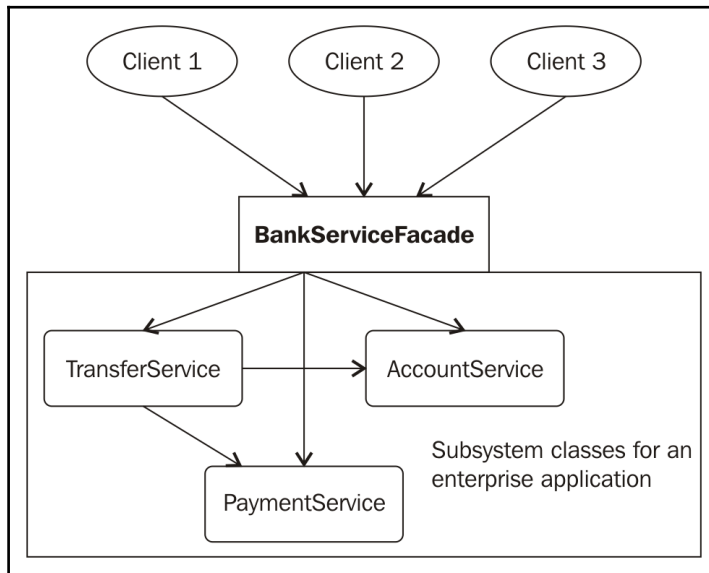 Client 1
Client 2
Client 3
BankServiceFacade
TransferService
AccountService
Subsystem classes for an
enterprise application
PaymentService